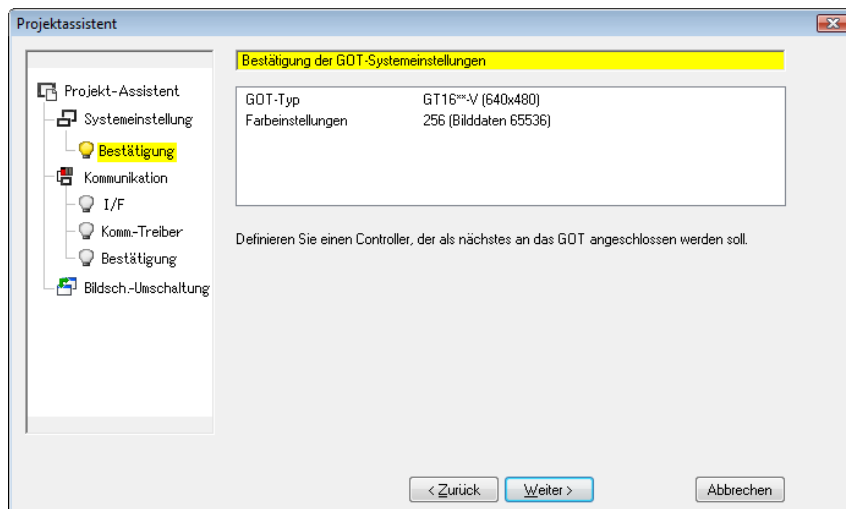 Projektassistent
Projekt-Assistent
Systemeinstellung
Bestätigung
Kommunikation
I/F
Komm.-Treiber
Bestätigung
Bildsch.-Umschaltung
Bestätigung der GOT-Systemeinstellungen
GOT-Typ GT16**-V (640x480)
Farbeinstellungen 256 (Bilddaten 65536)
Definieren Sie einen Controller, der als nächstes an das GOT angeschlossen werden soll.
< Zurück Weiter > Abbrechen